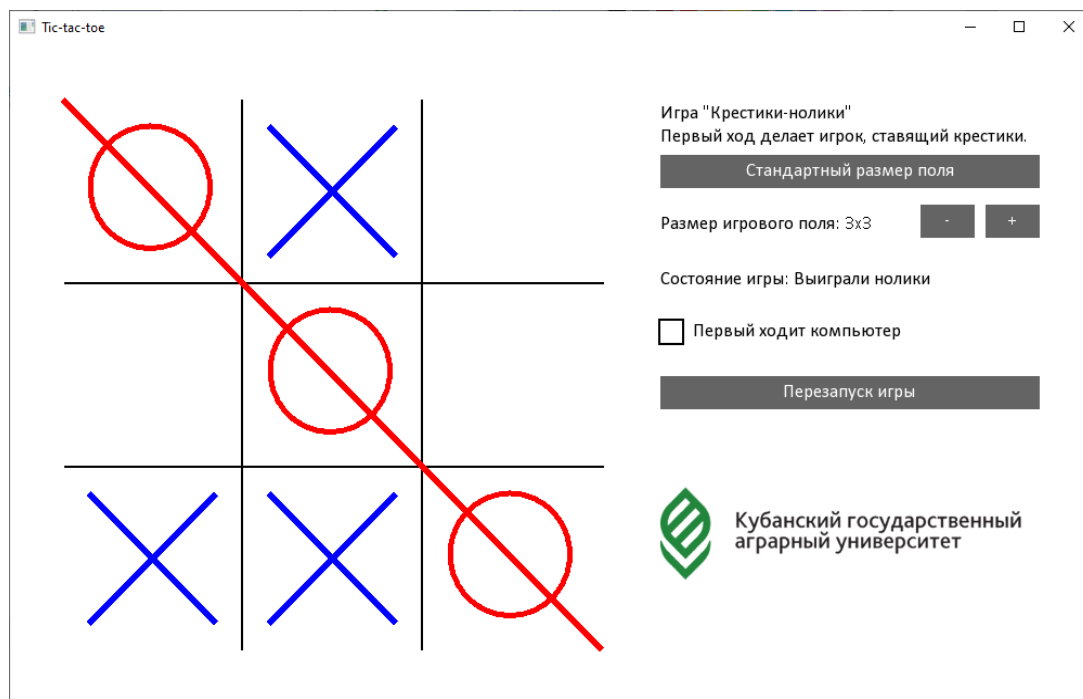 Tic-tac-toe
Игра "Крестики-нолики"
Первый ход делает игрок, ставящий крестики.
Стандартный размер поля
Размер игрового поля: 3x3 - +
Состояние игры: Выиграли нолики
Первый ходит компьютер
Перезапуск игры
Кубанский государственный
аграрный университет